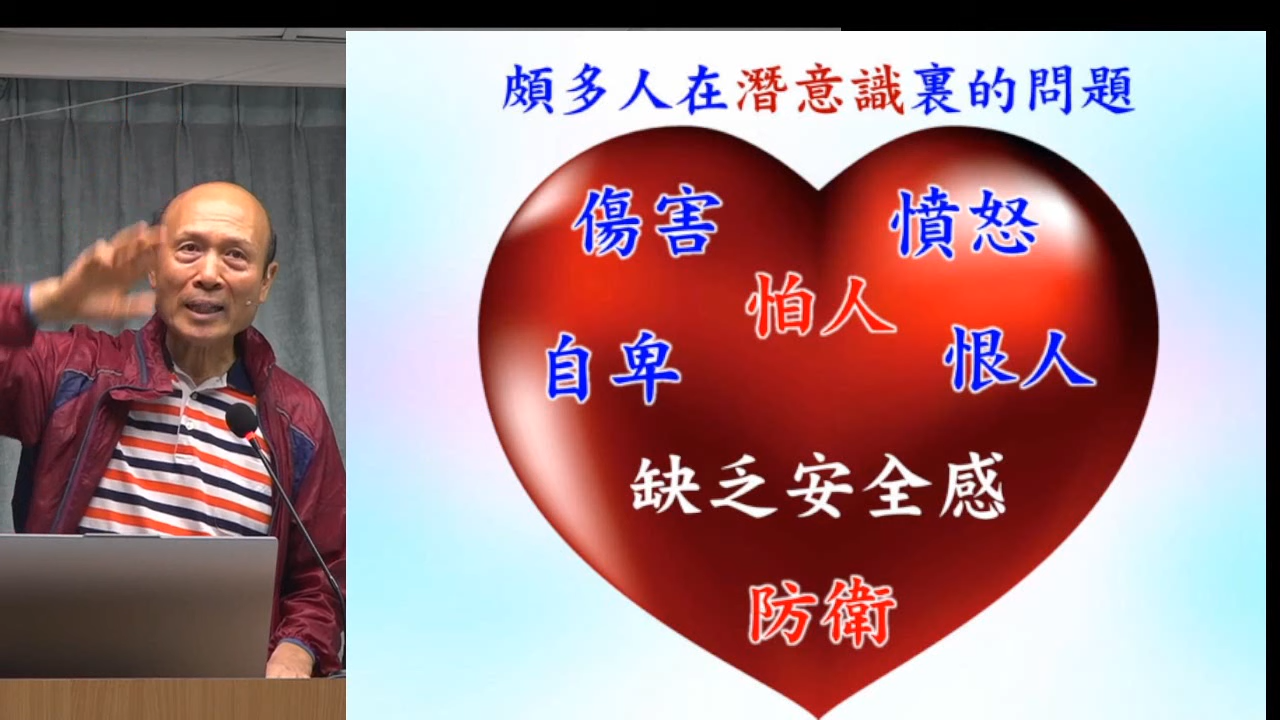 頗多人在潛意識裏的問題
傷害
憤怒
怕人
自卑
恨人
缺乏安全感
防衛